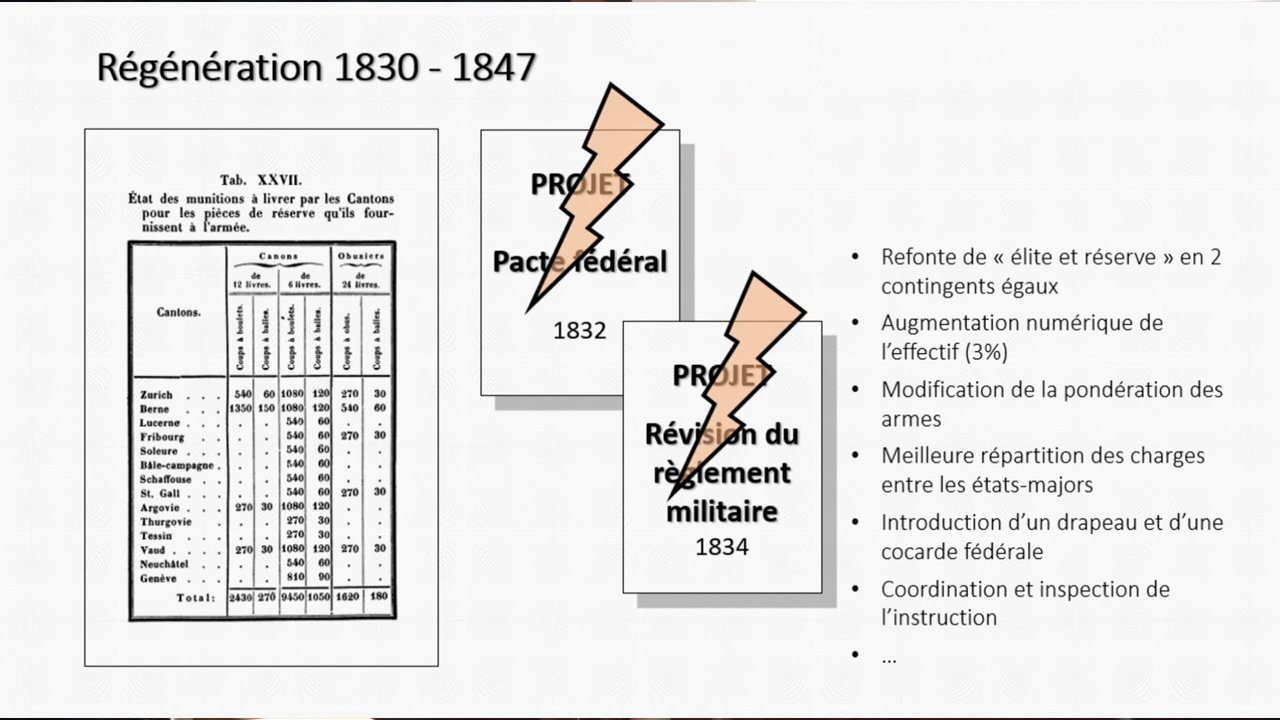 Régénération 1830 - 1847
Tab. XXVII.
État des munitions à livrer par les Cantons
pour les pièces de réserve qu'ils four-
nissent à l'armée.
Cantons.
Canons
Obusiers
de
12 livres.
de
6 livres.
de
24 livres.
Coups à boulets.
Coups à balles.
Coups à boulets.
Coups à balles.
Coups à obus.
Coups à balles.
Zurich . . . 540 60 1080 120 270 30
Berne . . . 1350 150 1080 120 540 60
Lucerne . . . . . 540 60 . .
Fribourg . . . . . 540 60 270 30
Soleure . . . . . 540 60 . .
Bâle-campagne . . . 540 60 . .
Schaffouse . . . . 540 60 . .
St. Gall . . . . . 540 60 270 30
Argovie . . . 270 30 1080 120 . .
Thurgovie . . . . 270 30 . .
Tessin . . . . . 270 30 . .
Vaud . . . . 270 30 1080 120 270 30
Neuchâtel . . . . 540 60 . .
Genève . . . . . 810 90 . .
Total: 2430 270 9450 1050 1620 180
PROJET
Pacte fédéral
1832
PROJET
Révision du
règlement
militaire
1834
• Refonte de « élite et réserve » en 2
contingents égaux
• Augmentation numérique de
l'effectif (3%)
• Modification de la pondération des
armes
• Meilleure répartition des charges
entre les états-majors
• Introduction d'un drapeau et d'une
cocarde fédérale
• Coordination et inspection de
l'instruction
• ...